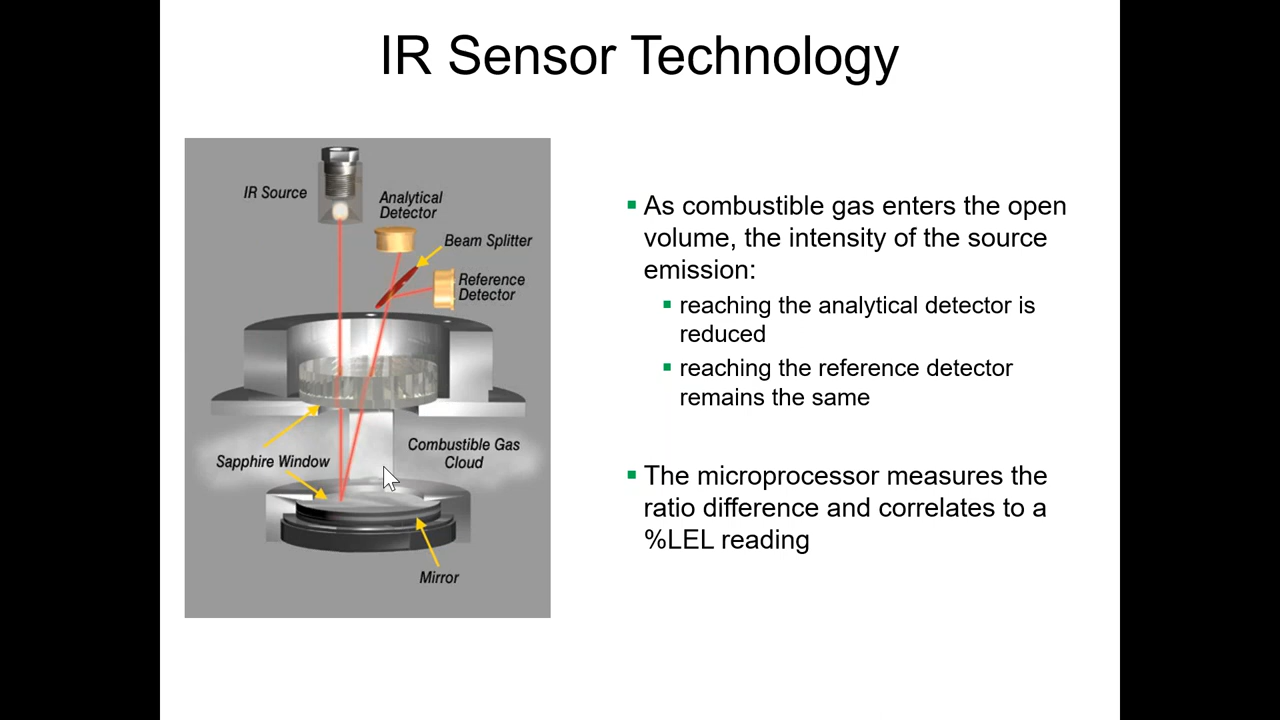 IR Sensor Technology
IR Source
Analytical
Detector
Beam Splitter
Reference
Detector
Combustible Gas
Cloud
Sapphire Window
Mirror
As combustible gas enters the open
volume, the intensity of the source
emission:
reaching the analytical detector is
reduced
reaching the reference detector
remains the same
The microprocessor measures the
ratio difference and correlates to a
%LEL reading